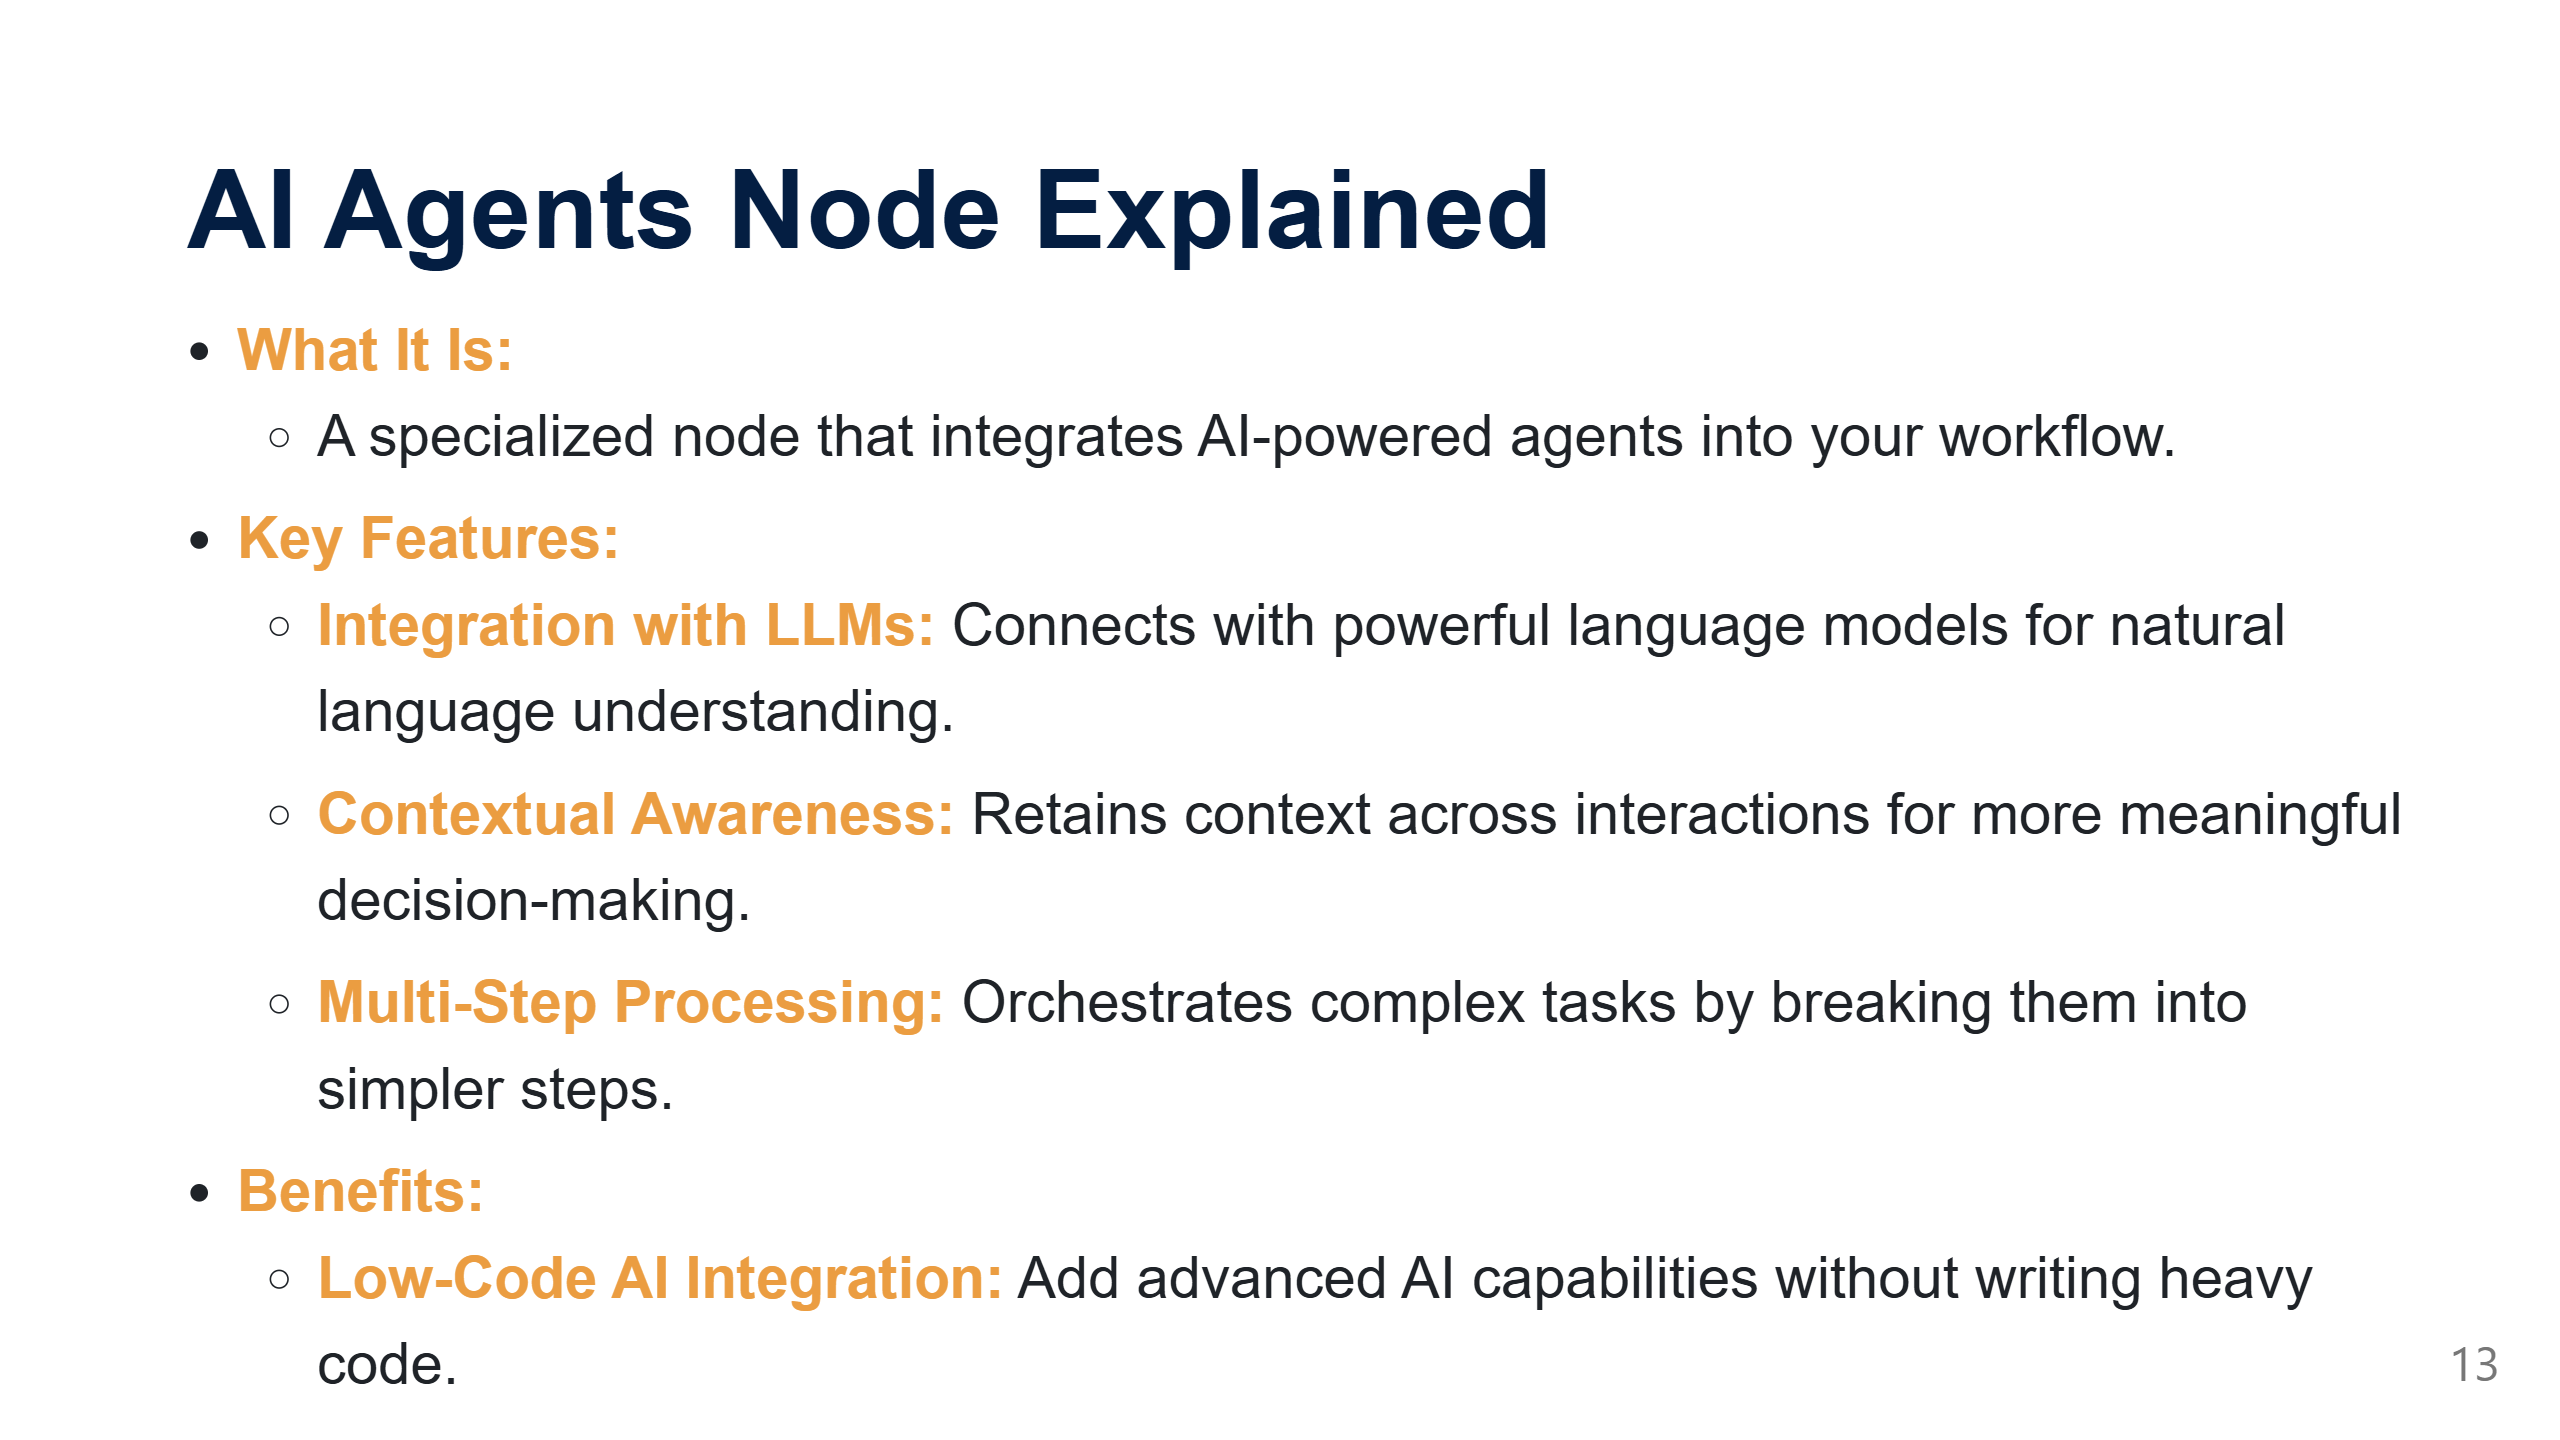 AI Agents Node Explained
• What It Is:
○ A specialized node that integrates AI-powered agents into your workflow.
• Key Features:
○ Integration with LLMs: Connects with powerful language models for natural
language understanding.
○ Contextual Awareness: Retains context across interactions for more meaningful
decision-making.
○ Multi-Step Processing: Orchestrates complex tasks by breaking them into
simpler steps.
• Benefits:
○ Low-Code AI Integration: Add advanced AI capabilities without writing heavy
code.
13